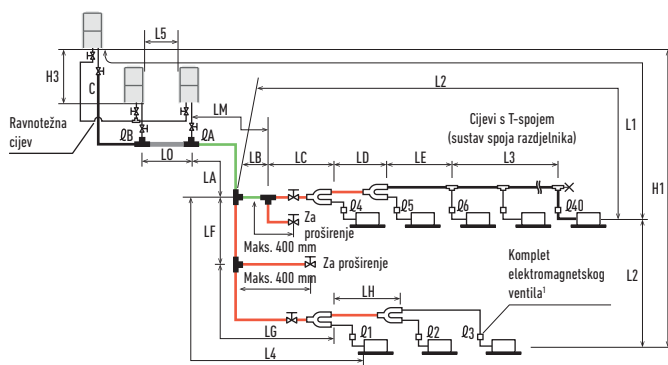 L5
H3
C
L2
LM
Ravnotežna
cijev
ℓB
ℓA
Cijevi s T-spojem
(sustav spoja razdjelnika)
L1
H1
LO
LB
LC
LD
LE
L3
LA
ℓ4
ℓ5
ℓ6
ℓ40
Za
proširenje
LF
Maks. 400 mm
Za proširenje
Maks. 400 mm
Komplet
elektromagnetskog
ventila¹
L2
LH
LG
ℓ1
ℓ2
ℓ3
L4